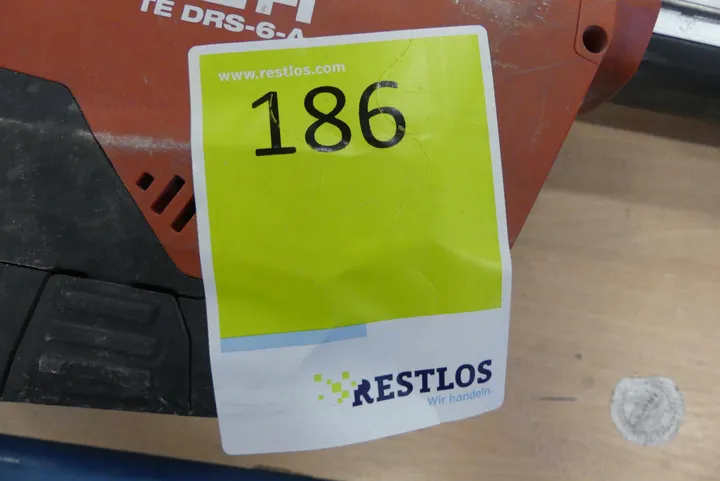 TE DRS-6-A
www.restlos.com
186
RESTLOS
Wir handeln.